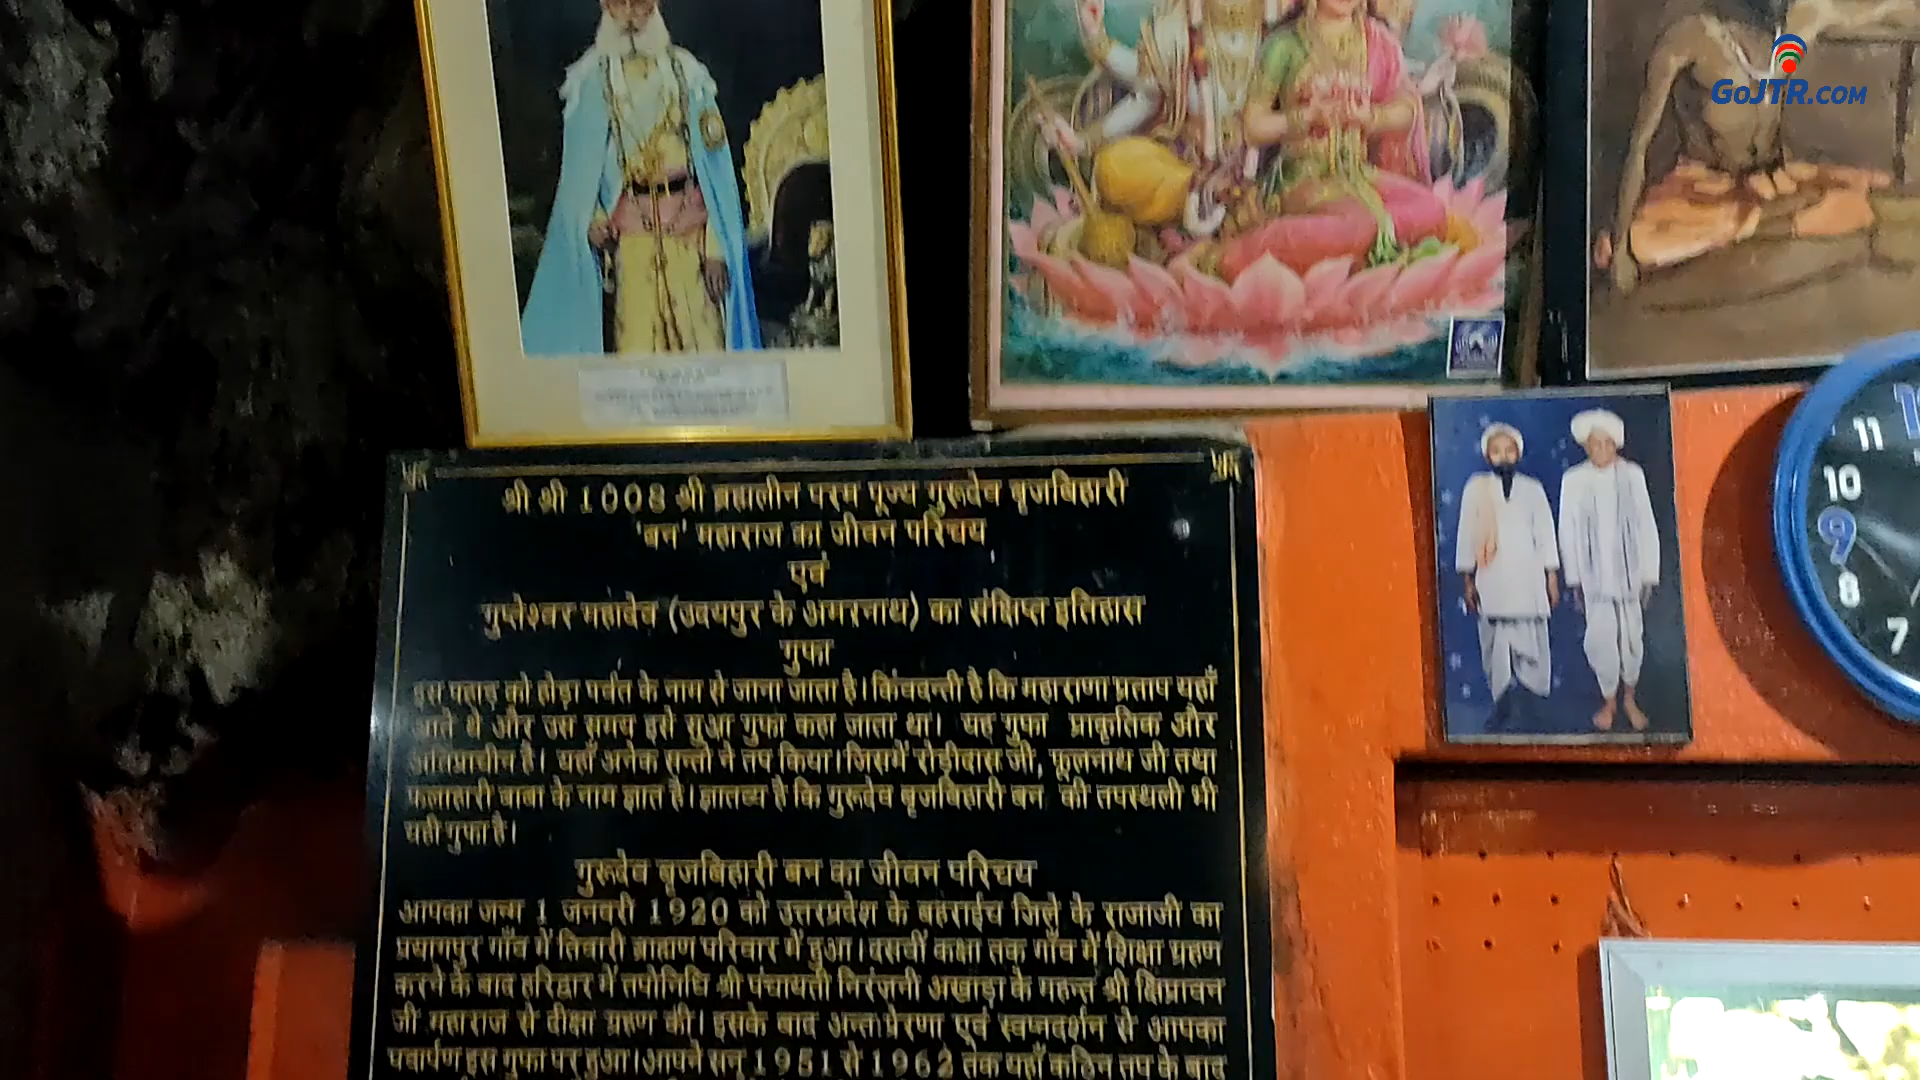 GoJTR.COM
श्री श्री 1008 श्री ब्रह्मलीन परम पूज्य गुरूदेव बृजबिहारी
'बन' महाराज का जीवन परिचय
एवं
गुप्तेश्वर महादेव (उदयपुर के अमरनाथ) का संक्षिप्त इतिहास
गुफा
इस पहाड़ को होड़ा पर्वत के नाम से जाना जाता है। किंवदन्ती है कि महाराणा प्रताप यहाँ
आते थे और उस समय इसे गुआ गुफा कहा जाता था। यह गुफा प्राकृतिक और
अतिप्राचीन है। यहाँ अनेक सन्तो ने तप किया। जिसमें रोड़ीदास जी, फूलनाथ जी तथा
फलाहारी बाबा के नाम ज्ञात है। ज्ञातव्य है कि गुरूदेव बृजबिहारी बन की तपस्थली भी
यही गुफा है।
गुरूदेव बृजबिहारी बन का जीवन परिचय
आपका जन्म 1 जनवरी 1920 को उत्तरप्रदेश के बहराईच जिले के राजाजी का
प्रयागपुर गाँव में तिवारी ब्राह्मण परिवार में हुआ। दसवीं कक्षा तक गाँव में शिक्षा ग्रहण
करने के बाद हरिद्वार में तपोनिधि श्री पंचायती निरंजनी अखाड़ा के महन्त श्री क्षिप्रावन
जी महाराज से दीक्षा ग्रहण की। इसके बाद अन्तःप्रेरणा एवं स्वप्नदर्शन से आपका
पदार्पण इस गुफा पर हुआ। आपने सन् 1951 से 1962 तक यहाँ कठिन तप के बाद
11
10
9
8
7